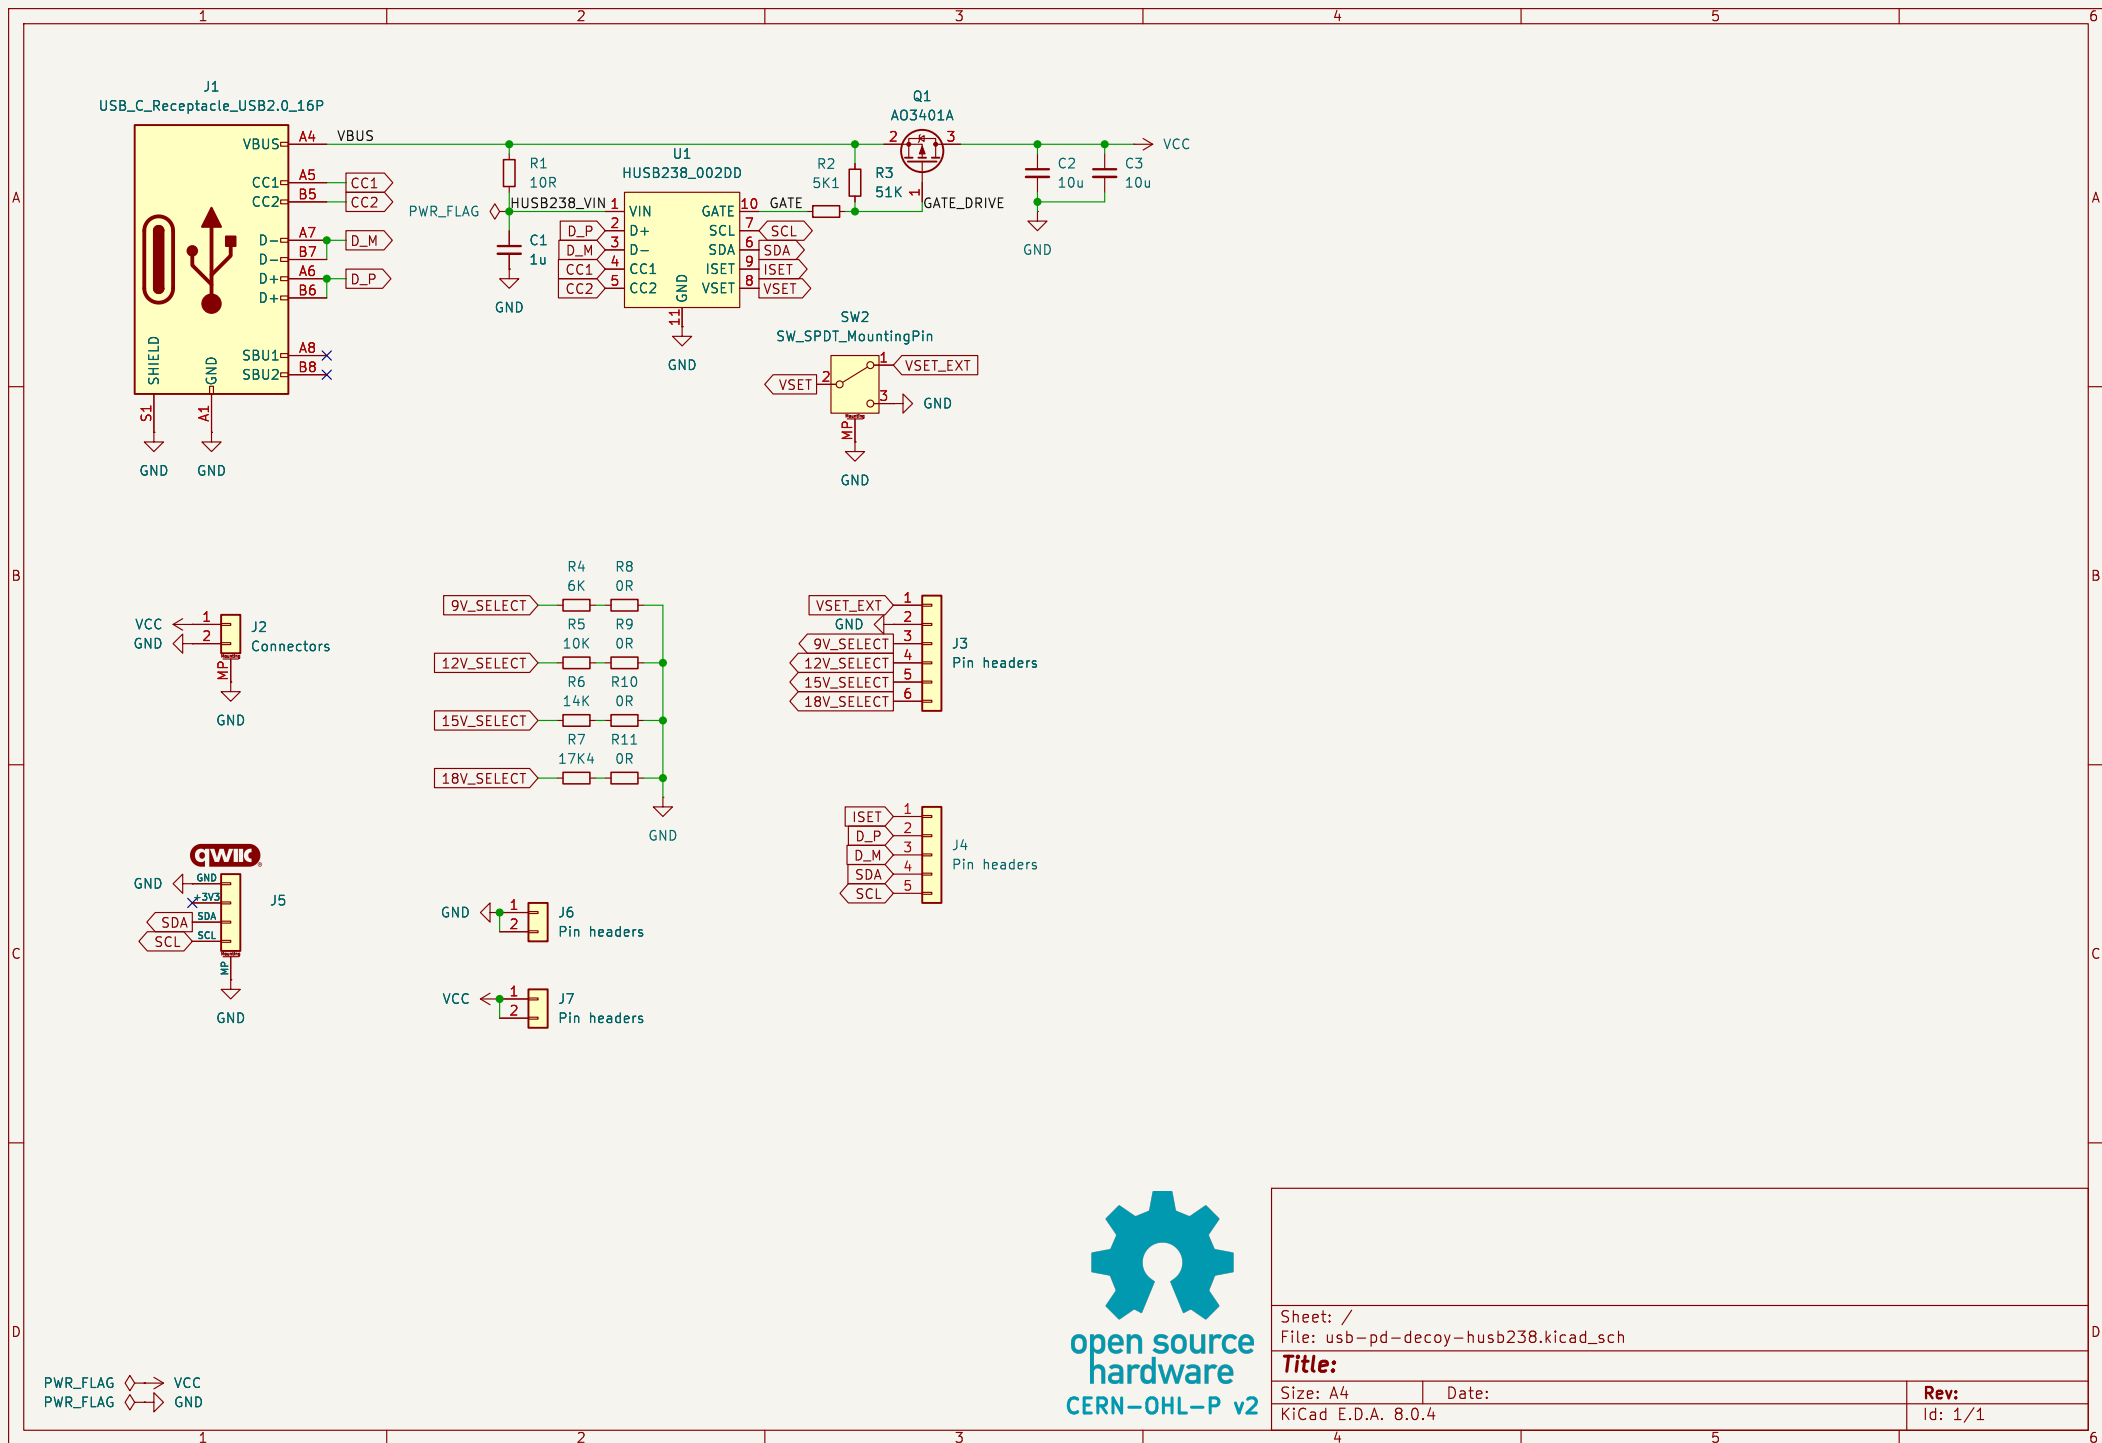 1 2 3 4 5 6
A
B
C
D
J1
USB_C_Receptacle_USB2.0_16P
VBUS A4 VBUS
CC1 A5 CC1
CC2 B5 CC2
D- A7 D_M
D- B7
D+ A6 D_P
D+ B6
SBU1 A8
SBU2 B8
SHIELD
GND
S1
A1
GND
GND
R1
10R
PWR_FLAG
HUSB238_VIN
C1
1u
GND
U1
HUSB238_002DD
1 VIN
D_P 2 D+
D_M 3 D-
CC1 4 CC1
CC2 5 CC2
GATE 10 GATE
SCL 7 SCL
SDA 6 SDA
ISET 9 ISET
VSET 8 VSET
GND
11
GND
R2
5K1
R3
51K
Q1
AO3401A
2 3
1
GATE_DRIVE
C2
10u
C3
10u
VCC
GND
SW2
SW_SPDT_MountingPin
1 VSET_EXT
VSET 2
3 GND
MP
GND
R4 R8
6K 0R
9V_SELECT
R5 R9
10K 0R
12V_SELECT
R6 R10
14K 0R
15V_SELECT
R7 R11
17K4 0R
18V_SELECT
GND
VCC 1
GND 2
J2
Connectors
MP
GND
VSET_EXT 1
GND 2
9V_SELECT 3
12V_SELECT 4
15V_SELECT 5
18V_SELECT 6
J3
Pin headers
ISET 1
D_P 2
D_M 3
SDA 4
SCL 5
J4
Pin headers
qwiic
GND GND
+3V3
SDA SDA
SCL SCL
J5
MP
GND
GND 1
2
J6
Pin headers
VCC 1
2
J7
Pin headers
PWR_FLAG VCC
PWR_FLAG GND
open source
hardware
CERN-OHL-P v2
Sheet: /
File: usb-pd-decoy-husb238.kicad_sch
Title:
Size: A4 Date: Rev:
KiCad E.D.A. 8.0.4 Id: 1/1
A
B
C
D
1 2 3 4 5 6